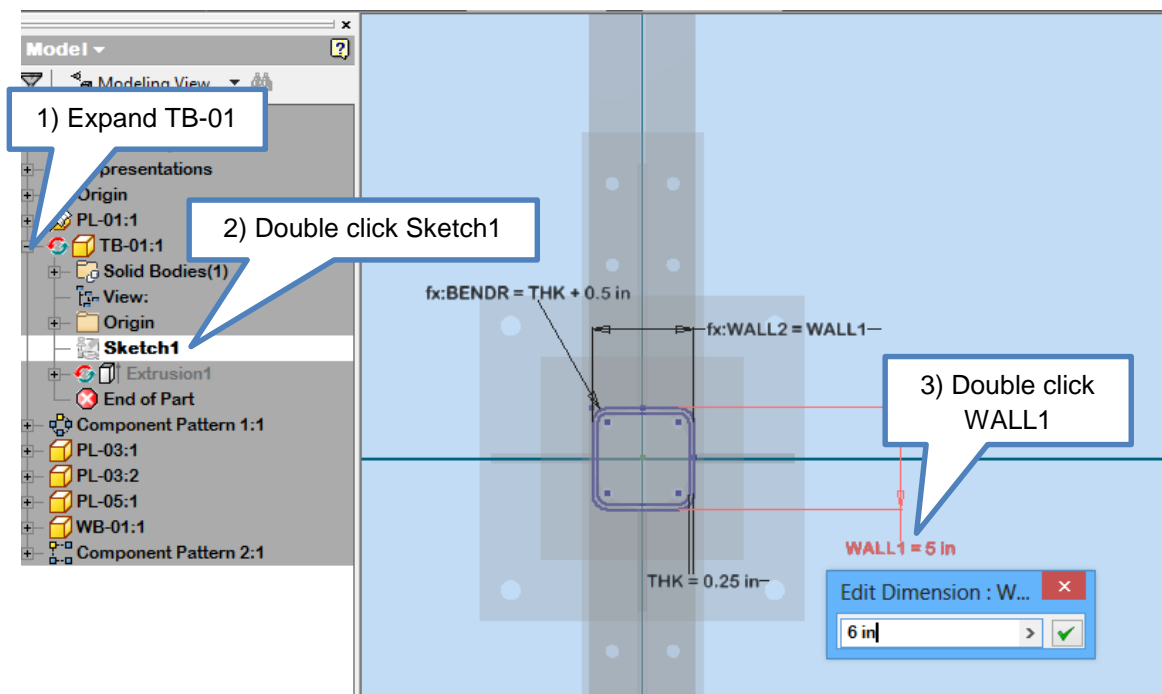 Model
Modeling View
1) Expand TB-01
presentations
Origin
PL-01:1
2) Double click Sketch1
TB-01:1
Solid Bodies(1)
View:
Origin
Sketch1
Extrusion1
End of Part
Component Pattern 1:1
PL-03:1
PL-03:2
PL-05:1
WB-01:1
Component Pattern 2:1
fx:BENDR = THK + 0.5 in
fx:WALL2 = WALL1
3) Double click
WALL1
WALL1 = 5 in
THK = 0.25 in
Edit Dimension : W...
6 in